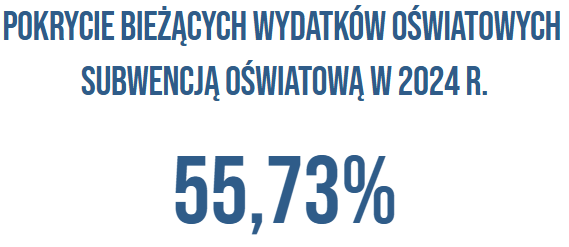 POKRYCIE BIEŻĄCYCH WYDATKÓW OŚWIATOWYCH
SUBWENCJĄ OŚWIATOWĄ W 2024 R.
55,73%